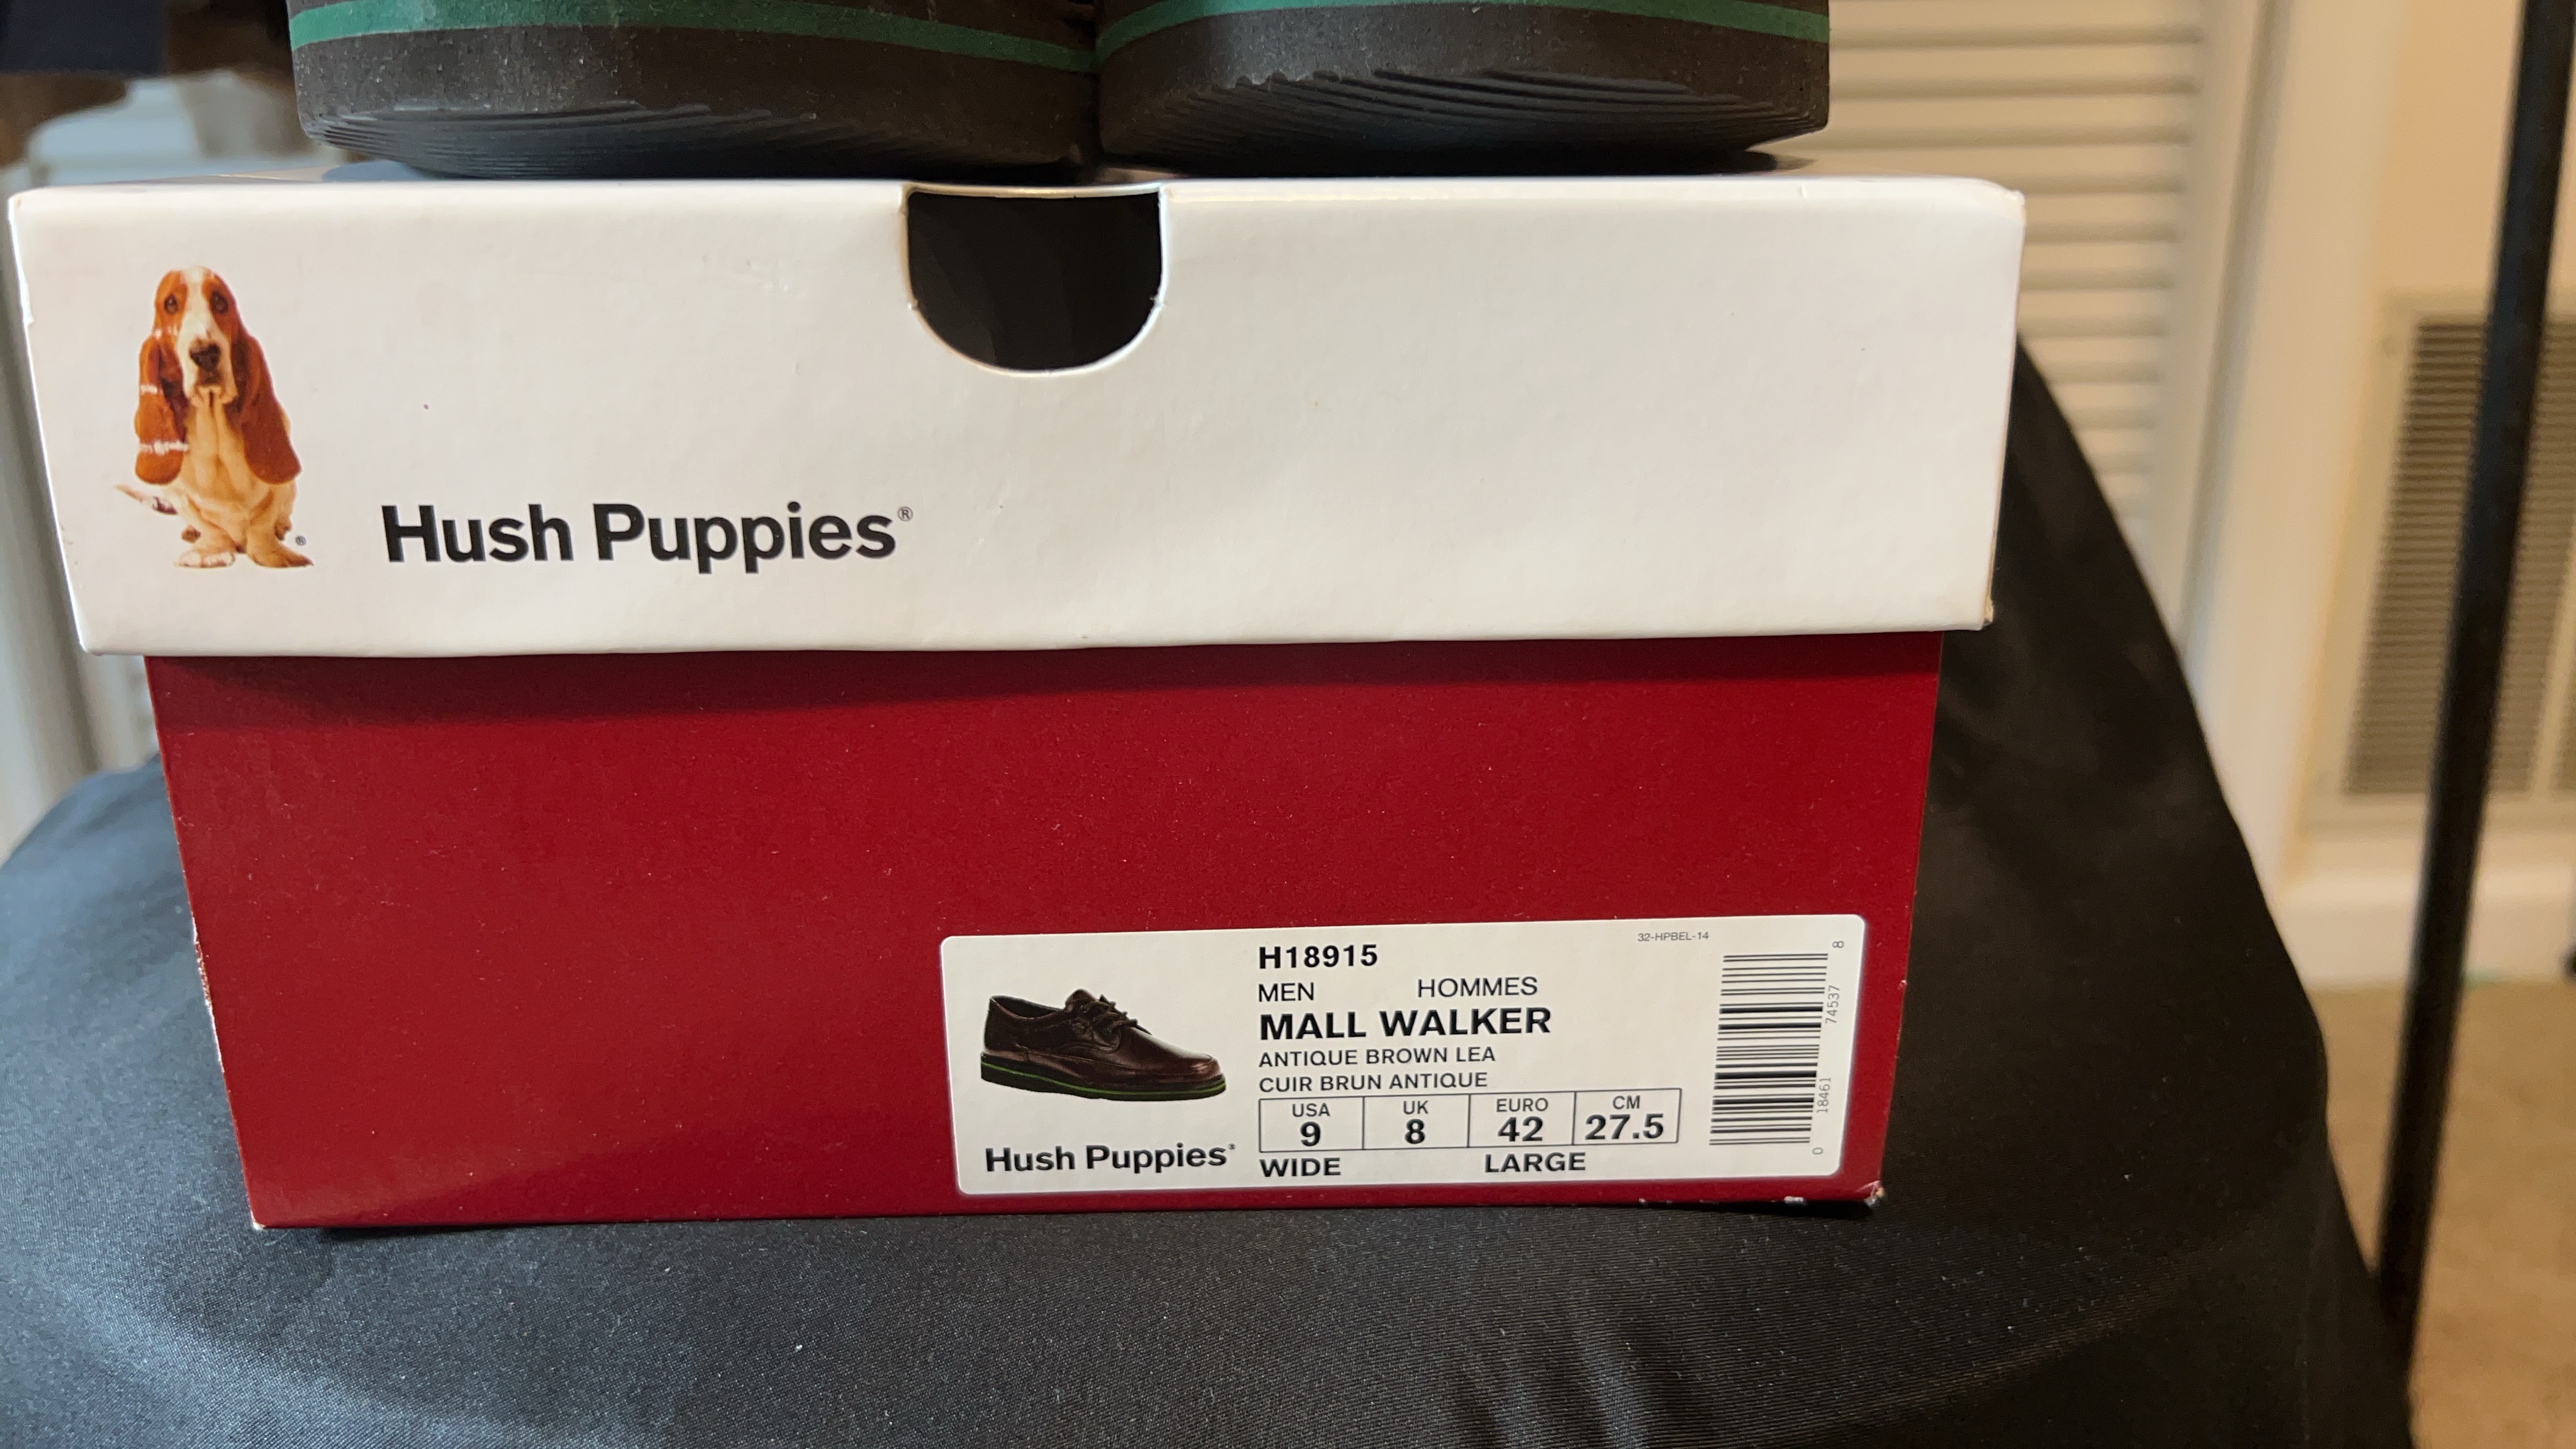 Hush Puppies®
®
32-HPBEL-14
H18915
MEN HOMMES
MALL WALKER
ANTIQUE BROWN LEA
CUIR BRUN ANTIQUE
USA UK EURO CM
9 8 42 27.5
WIDE LARGE
Hush Puppies®
0 18461 74537 8